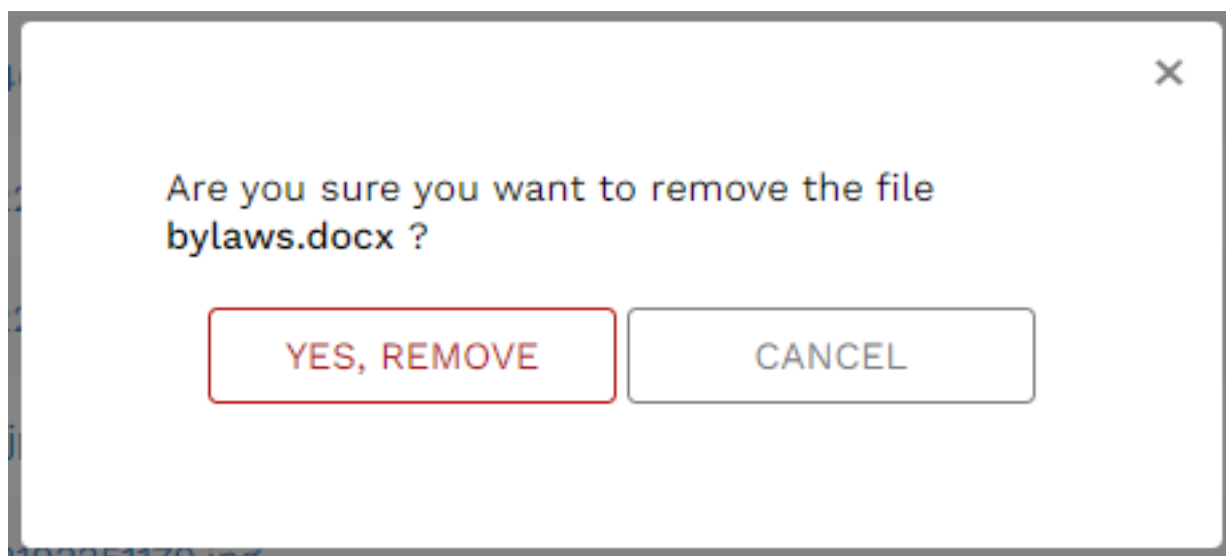 ×
Are you sure you want to remove the file
bylaws.docx ?
YES, REMOVE CANCEL